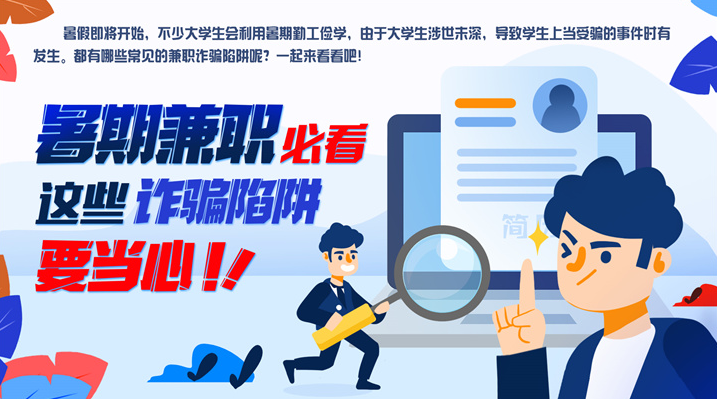 暑假即将开始，不少大学生会利用暑期勤工俭学，由于大学生涉世未深，导致学生上当受骗的事件时有
发生。都有哪些常见的兼职诈骗陷阱呢？一起来看看吧！
暑期兼职必看
这些诈骗陷阱
要当心！！
简